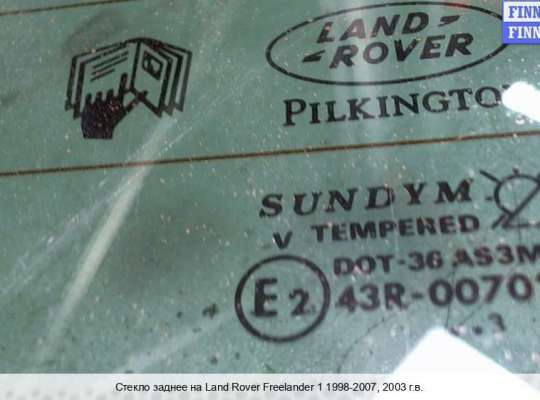 LAND-
-ROVER
FINN
FINN
PILKINGTO
SUNDYM
V TEMPERED
DOT-36 AS3M
E2 43R-0070
3
Стекло заднее на Land Rover Freelander 1 1998-2007, 2003 г.в.